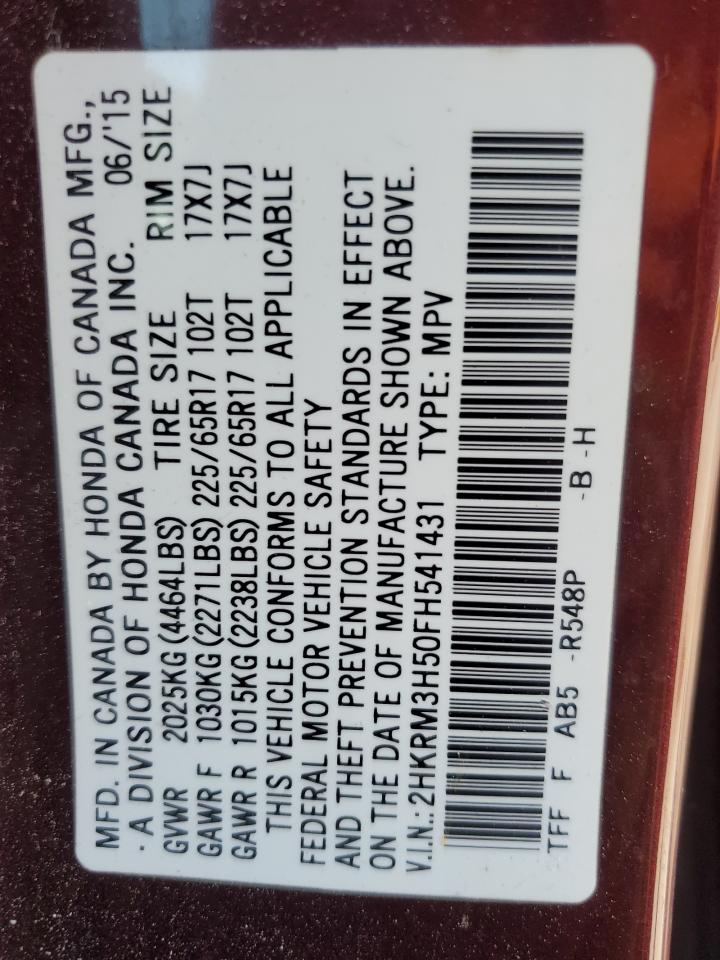 MFD. IN CANADA BY HONDA OF CANADA MFG.,
· A DIVISION OF HONDA CANADA INC. 06/'15
GVWR 2025KG(4464LBS) TIRE SIZE RIM SIZE
GAWR F 1030KG(2271LBS) 225/65R17 102T 17X7J
GAWR R 1015KG(2238LBS) 225/65R17 102T 17X7J
THIS VEHICLE CONFORMS TO ALL APPLICABLE
FEDERAL MOTOR VEHICLE SAFETY
AND THEFT PREVENTION STANDARDS IN EFFECT
ON THE DATE OF MANUFACTURE SHOWN ABOVE.
V.I.N.: 2HKRM3H50FH541431 TYPE: MPV
TFF F AB5 -R548P -B -H